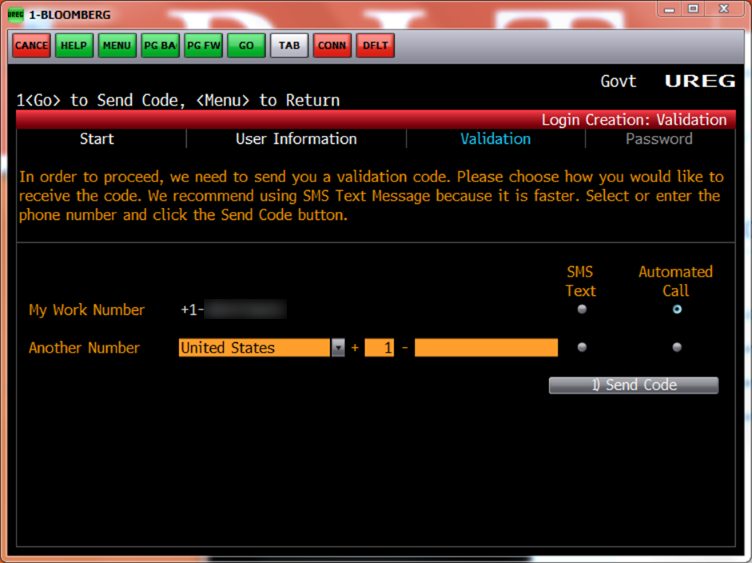 UREG 1-BLOOMBERG
CANCE HELP MENU PG BA PG FW GO TAB CONN DFLT
Govt UREG
1<Go> to Send Code, <Menu> to Return
Login Creation: Validation
Start User Information Validation Password
In order to proceed, we need to send you a validation code. Please choose how you would like to
receive the code. We recommend using SMS Text Message because it is faster. Select or enter the
phone number and click the Send Code button.
SMS Automated
Text Call
My Work Number +1-
Another Number United States + 1 -
1) Send Code